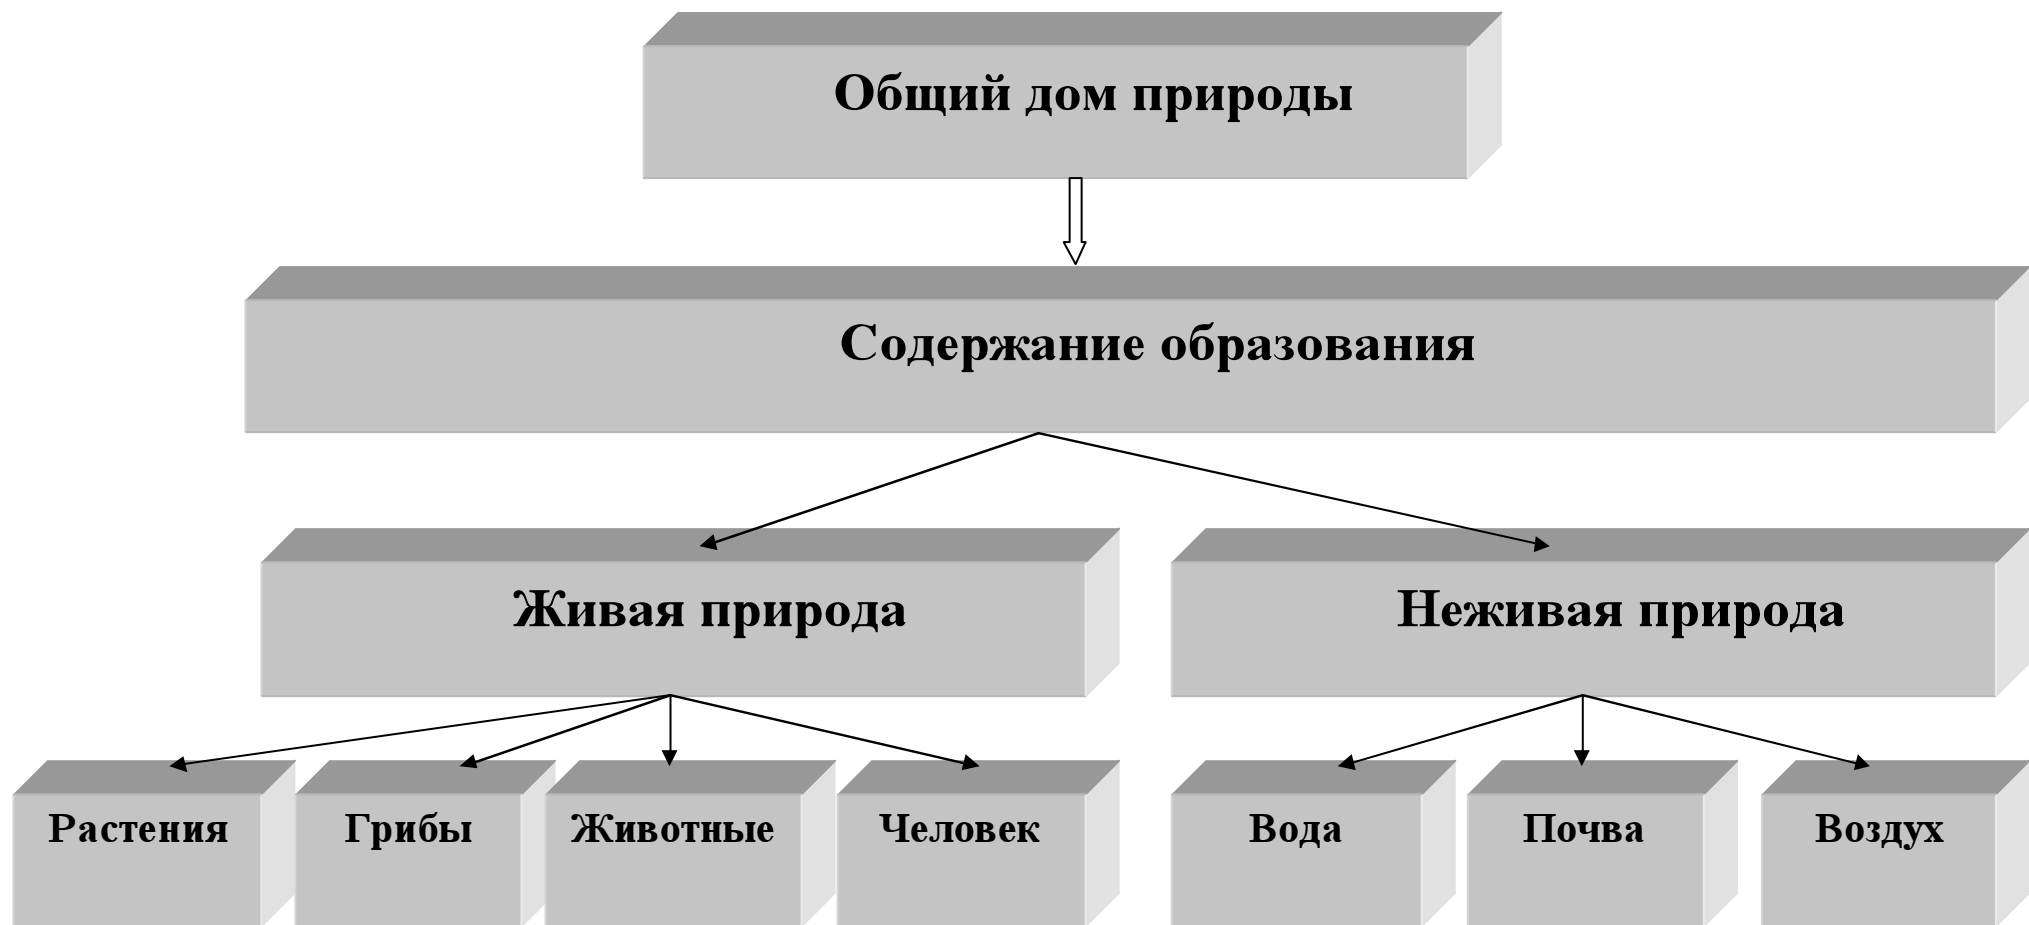 Общий дом природы
Содержание образования
Живая природа
Неживая природа
Растения
Грибы
Животные
Человек
Вода
Почва
Воздух